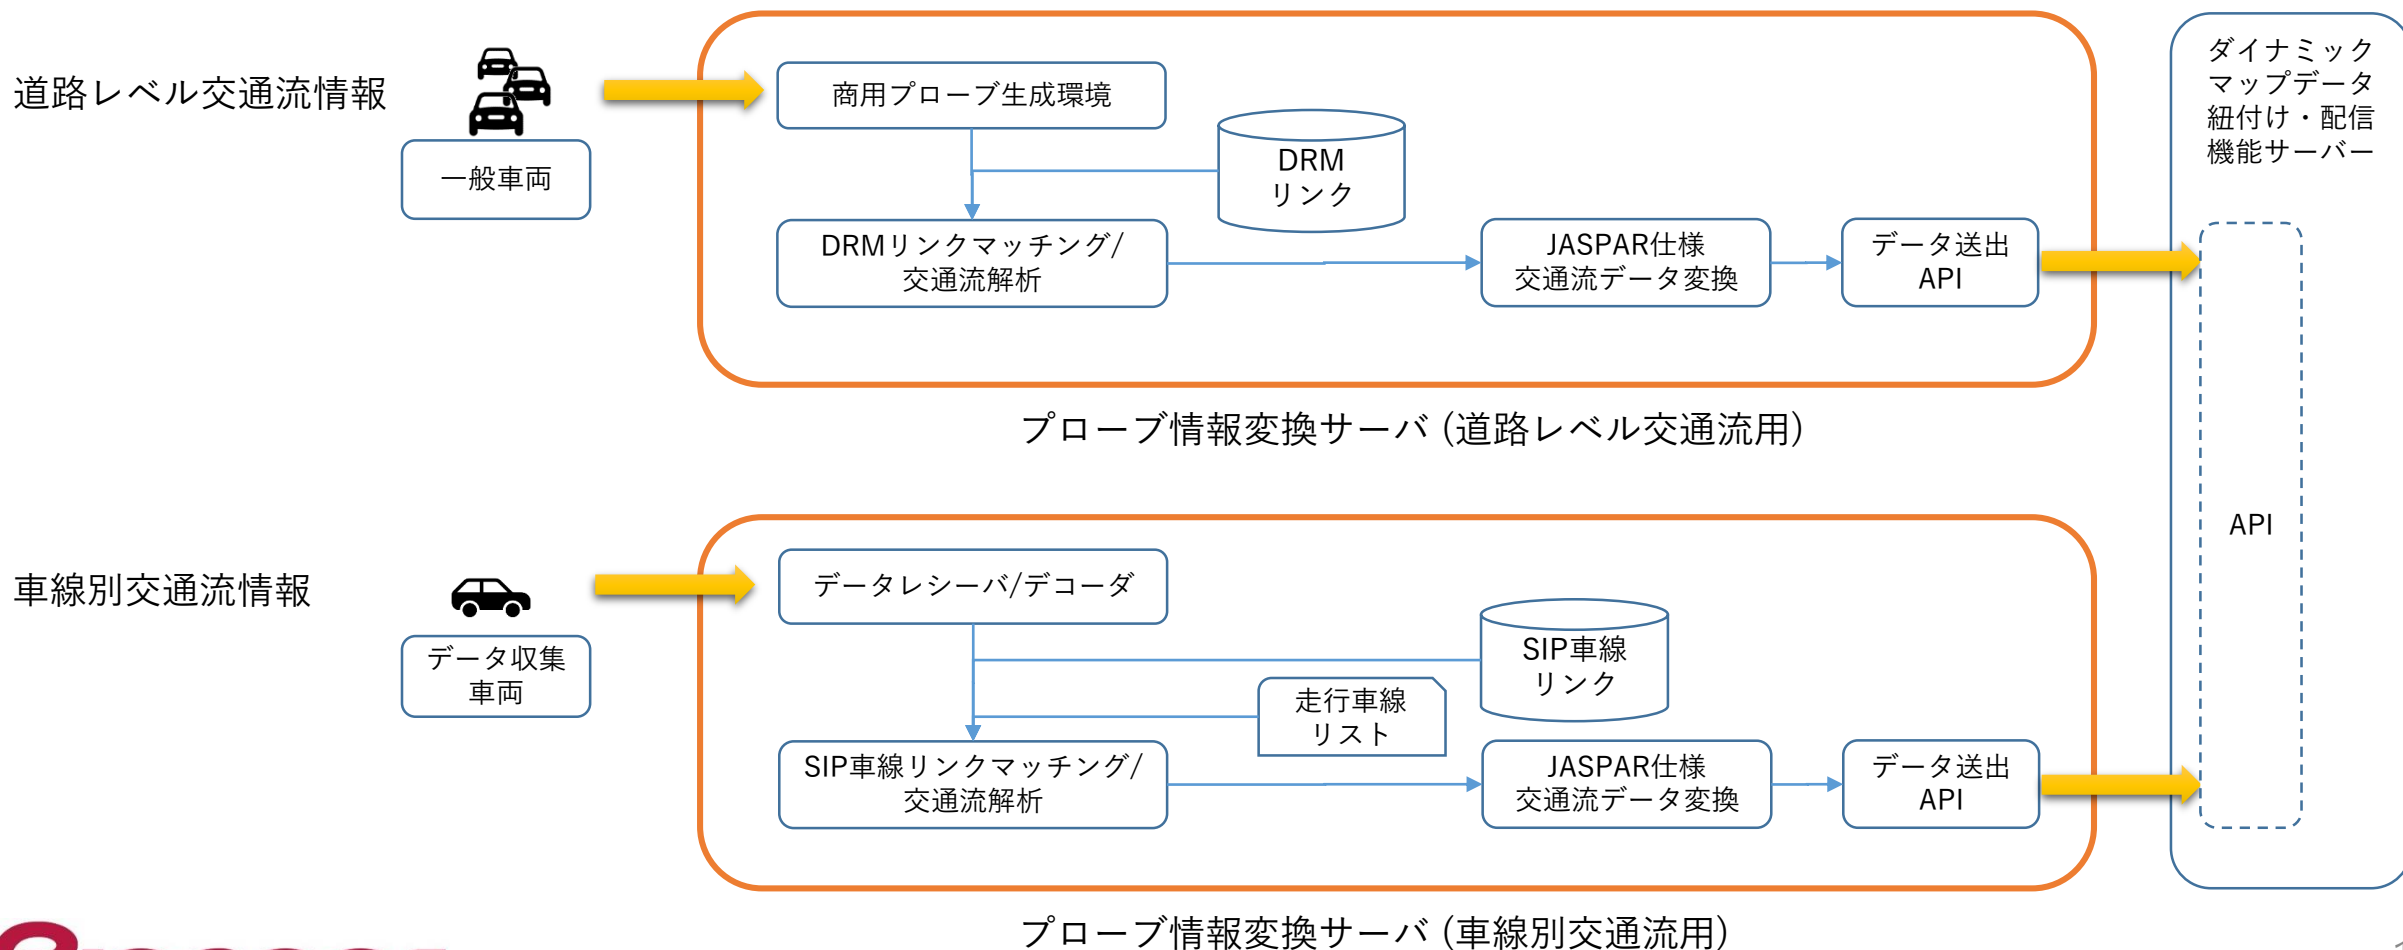 道路レベル交通流情報
一般車両
商用プローブ生成環境
DRM
リンク
DRMリンクマッチング/
交通流解析
JASPAR仕様
交通流データ変換
データ送出
API
ダイナミック
マップデータ
紐付け・配信
機能サーバー
API
プローブ情報変換サーバ (道路レベル交通流用)
車線別交通流情報
データ収集
車両
データレシーバ/デコーダ
SIP車線
リンク
走行車線
リスト
SIP車線リンクマッチング/
交通流解析
JASPAR仕様
交通流データ変換
データ送出
API
プローブ情報変換サーバ (車線別交通流用)